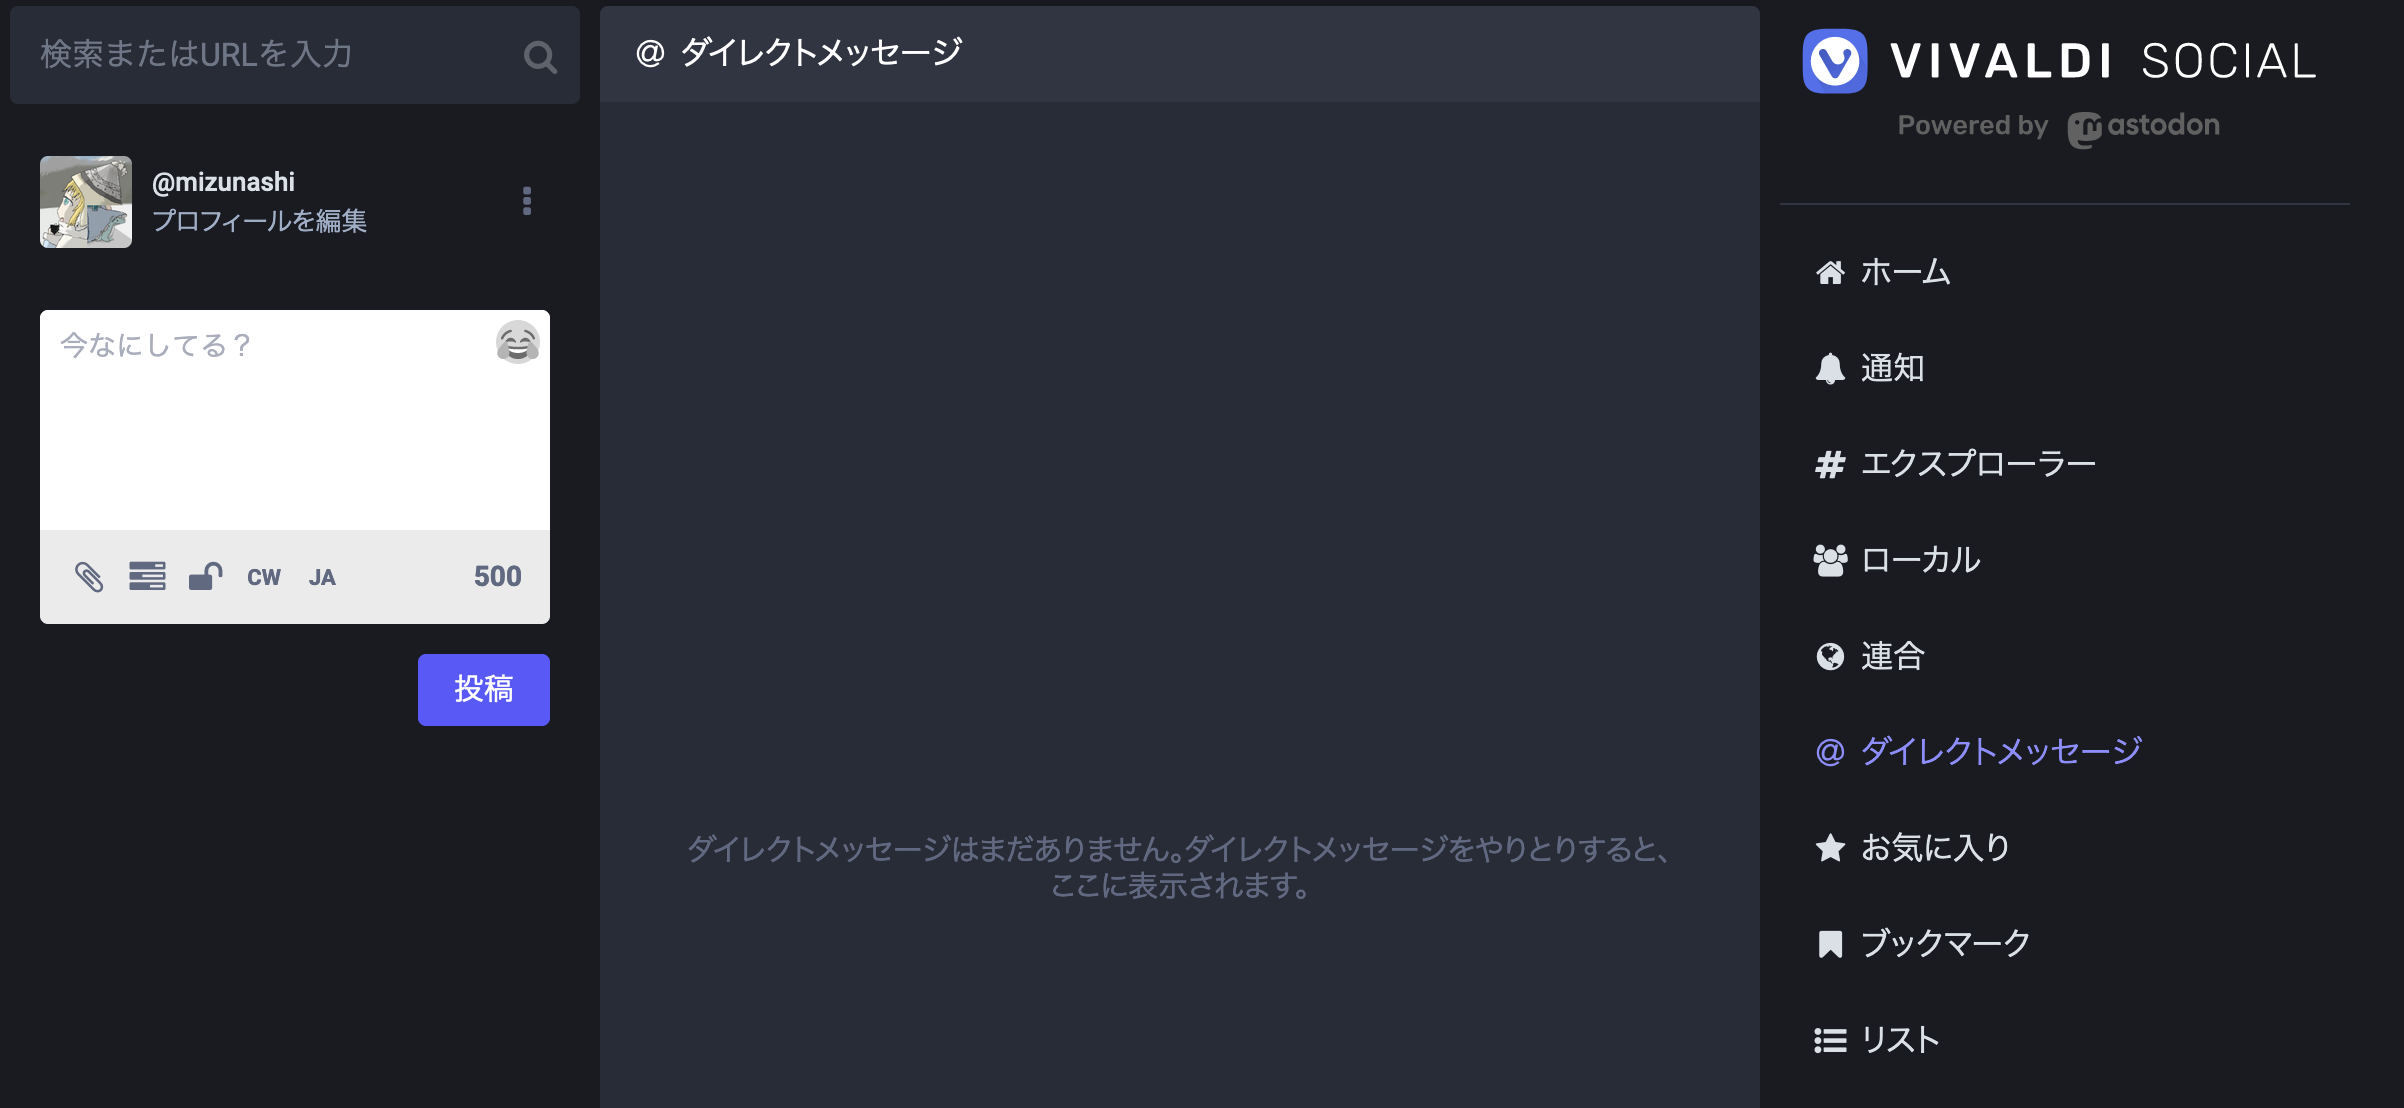 検索またはURLを入力
@mizunashi
プロフィールを編集
今なにしてる？
CW JA 500
投稿
@ ダイレクトメッセージ
ダイレクトメッセージはまだありません。ダイレクトメッセージをやりとりすると、
ここに表示されます。
VIVALDI SOCIAL
Powered by mastodon
ホーム
通知
# エクスプローラー
ローカル
連合
@ ダイレクトメッセージ
お気に入り
ブックマーク
リスト